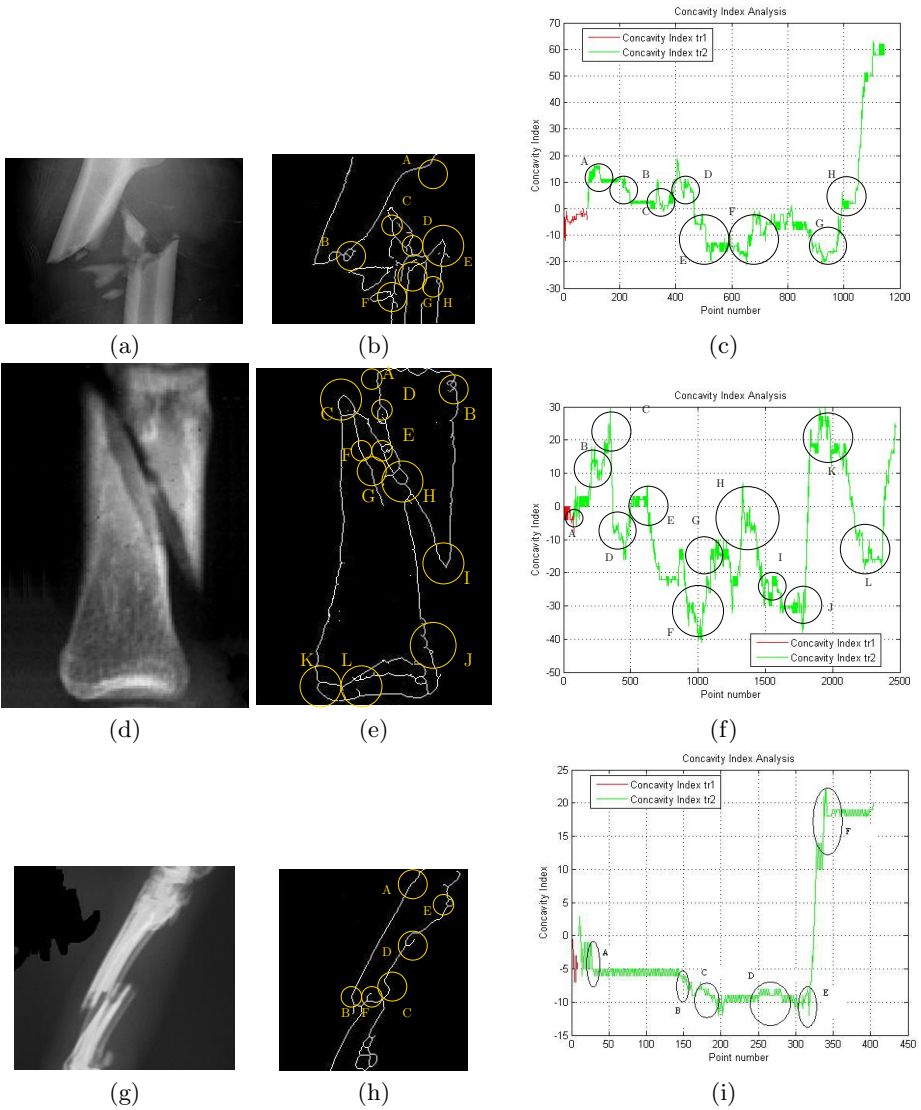 Concavity Index Analysis
Concavity Index tr1
Concavity Index tr2
Concavity Index
70
60
50
40
30
20
10
0
-10
-20
-30
A
B
C
D
E
F
G
H
0 200 400 600 800 1000 1200
Point number
A
B
C
D
E
F
G
H
(a) (b) (c)
A
B
C
D
E
F
G
H
I
J
K
L
Concavity Index Analysis
Concavity Index
30
20
10
0
-10
-20
-30
-40
-50
A
B
C
D
E
F
G
H
I
J
K
L
Concavity Index tr1
Concavity Index tr2
0 500 1000 1500 2000 2500
Point number
(d) (e) (f)
A
B
C
D
E
F
Concavity Index Analysis
Concavity Index tr1
Concavity Index tr2
Concavity Index
25
20
15
10
5
0
-5
-10
-15
A
B
C
D
E
F
0 50 100 150 200 250 300 350 400 450
Point number
(g) (h) (i)